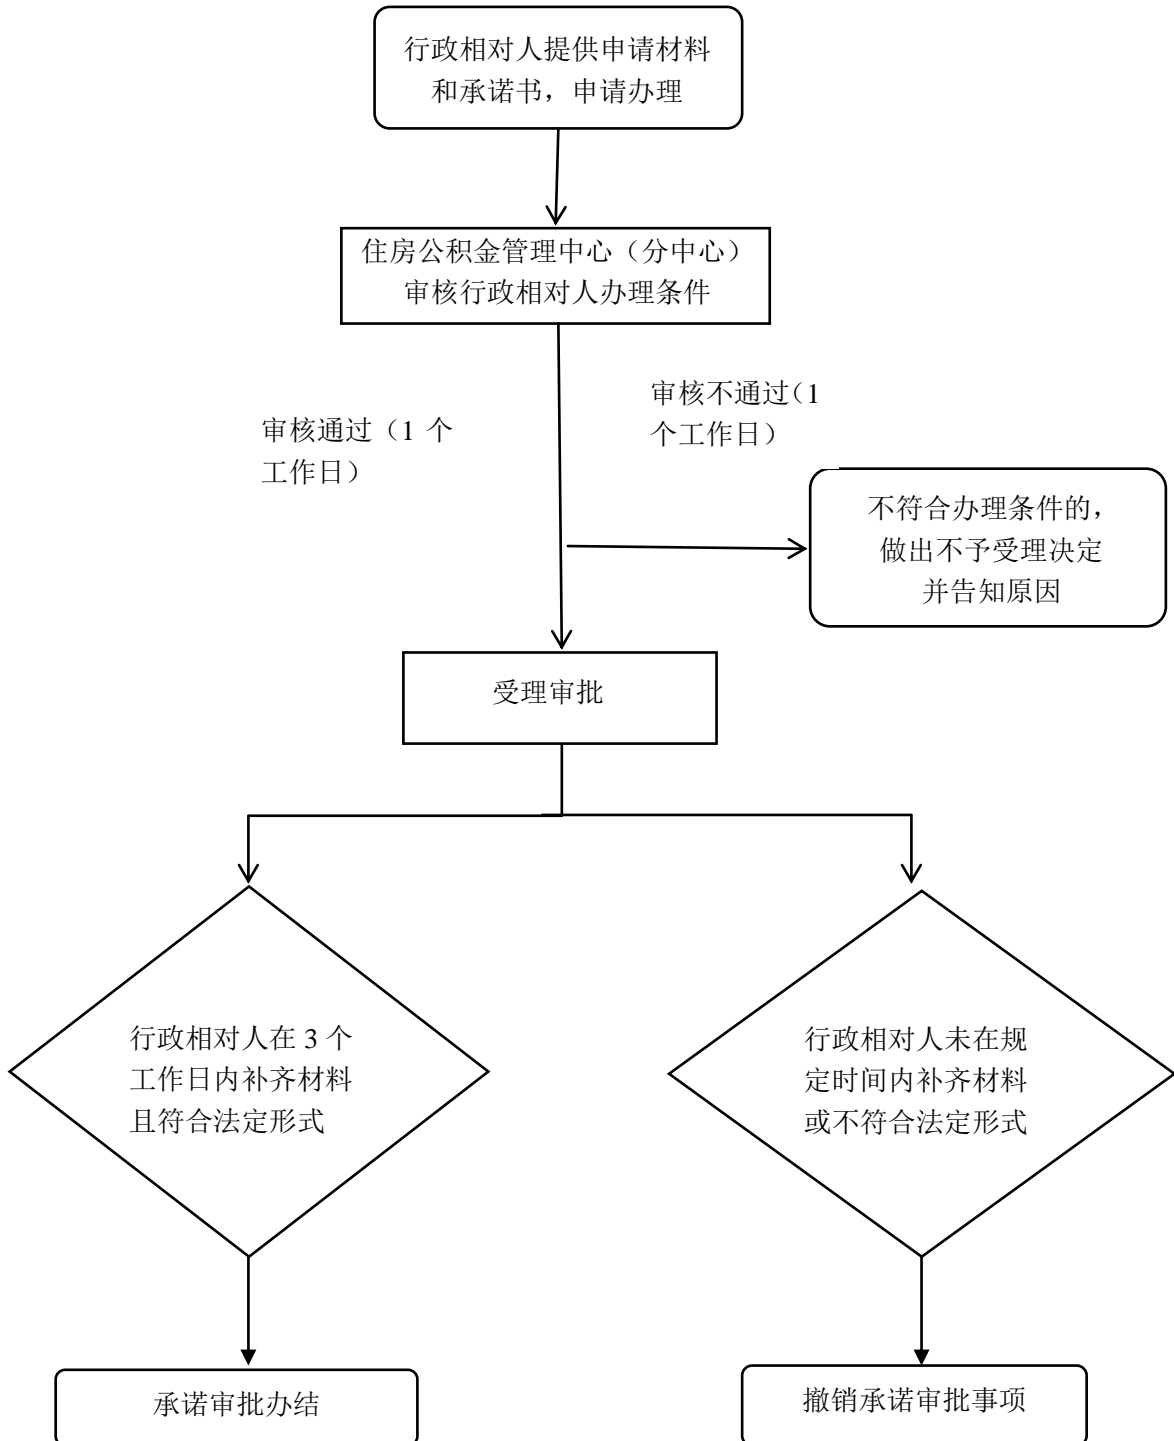 行政相对人提供申请材料
和承诺书，申请办理
住房公积金管理中心（分中心）
审核行政相对人办理条件
审核不通过（1
个工作日）
审核通过（1 个
工作日）
不符合办理条件的，
做出不予受理决定
并告知原因
受理审批
行政相对人在 3 个
工作日内补齐材料
且符合法定形式
行政相对人未在规
定时间内补齐材料
或不符合法定形式
承诺审批办结
撤销承诺审批事项